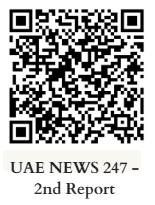 UAE NEWS 247 –
2nd Report